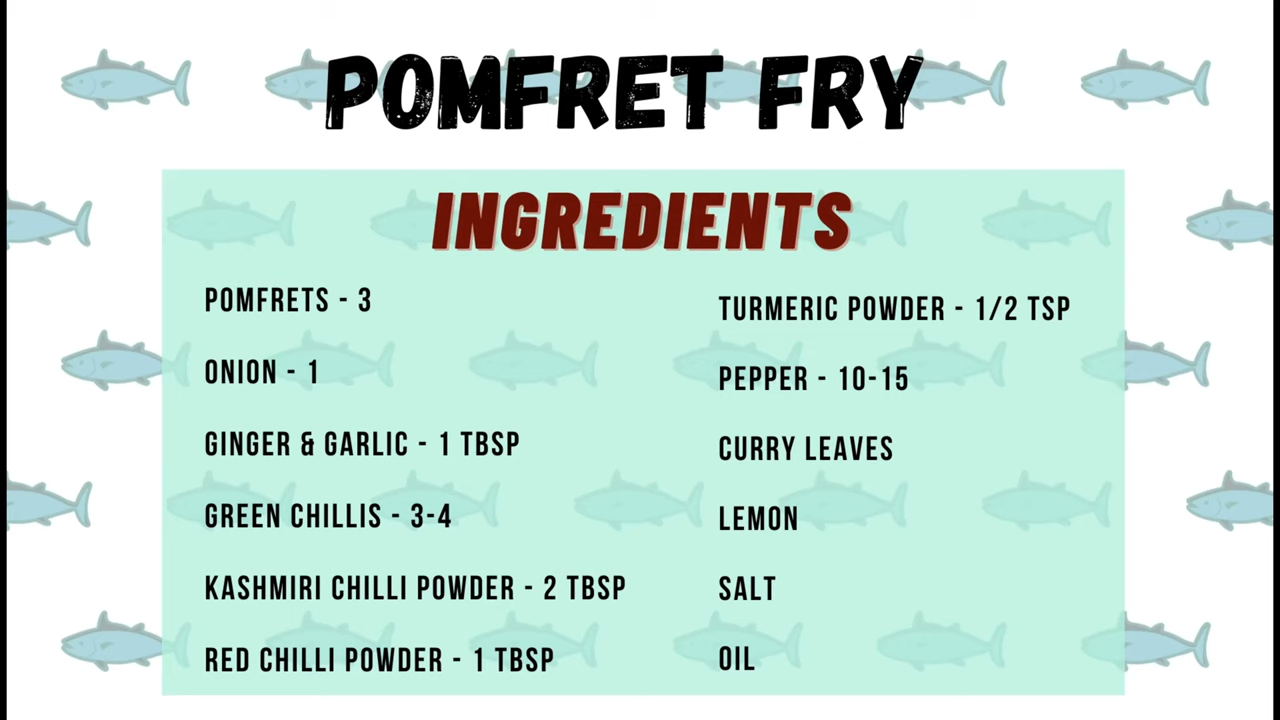 POMFRET FRY
INGREDIENTS
POMFRETS - 3
ONION - 1
GINGER & GARLIC - 1 TBSP
GREEN CHILLIS - 3-4
KASHMIRI CHILLI POWDER - 2 TBSP
RED CHILLI POWDER - 1 TBSP
TURMERIC POWDER - 1/2 TSP
PEPPER - 10-15
CURRY LEAVES
LEMON
SALT
OIL